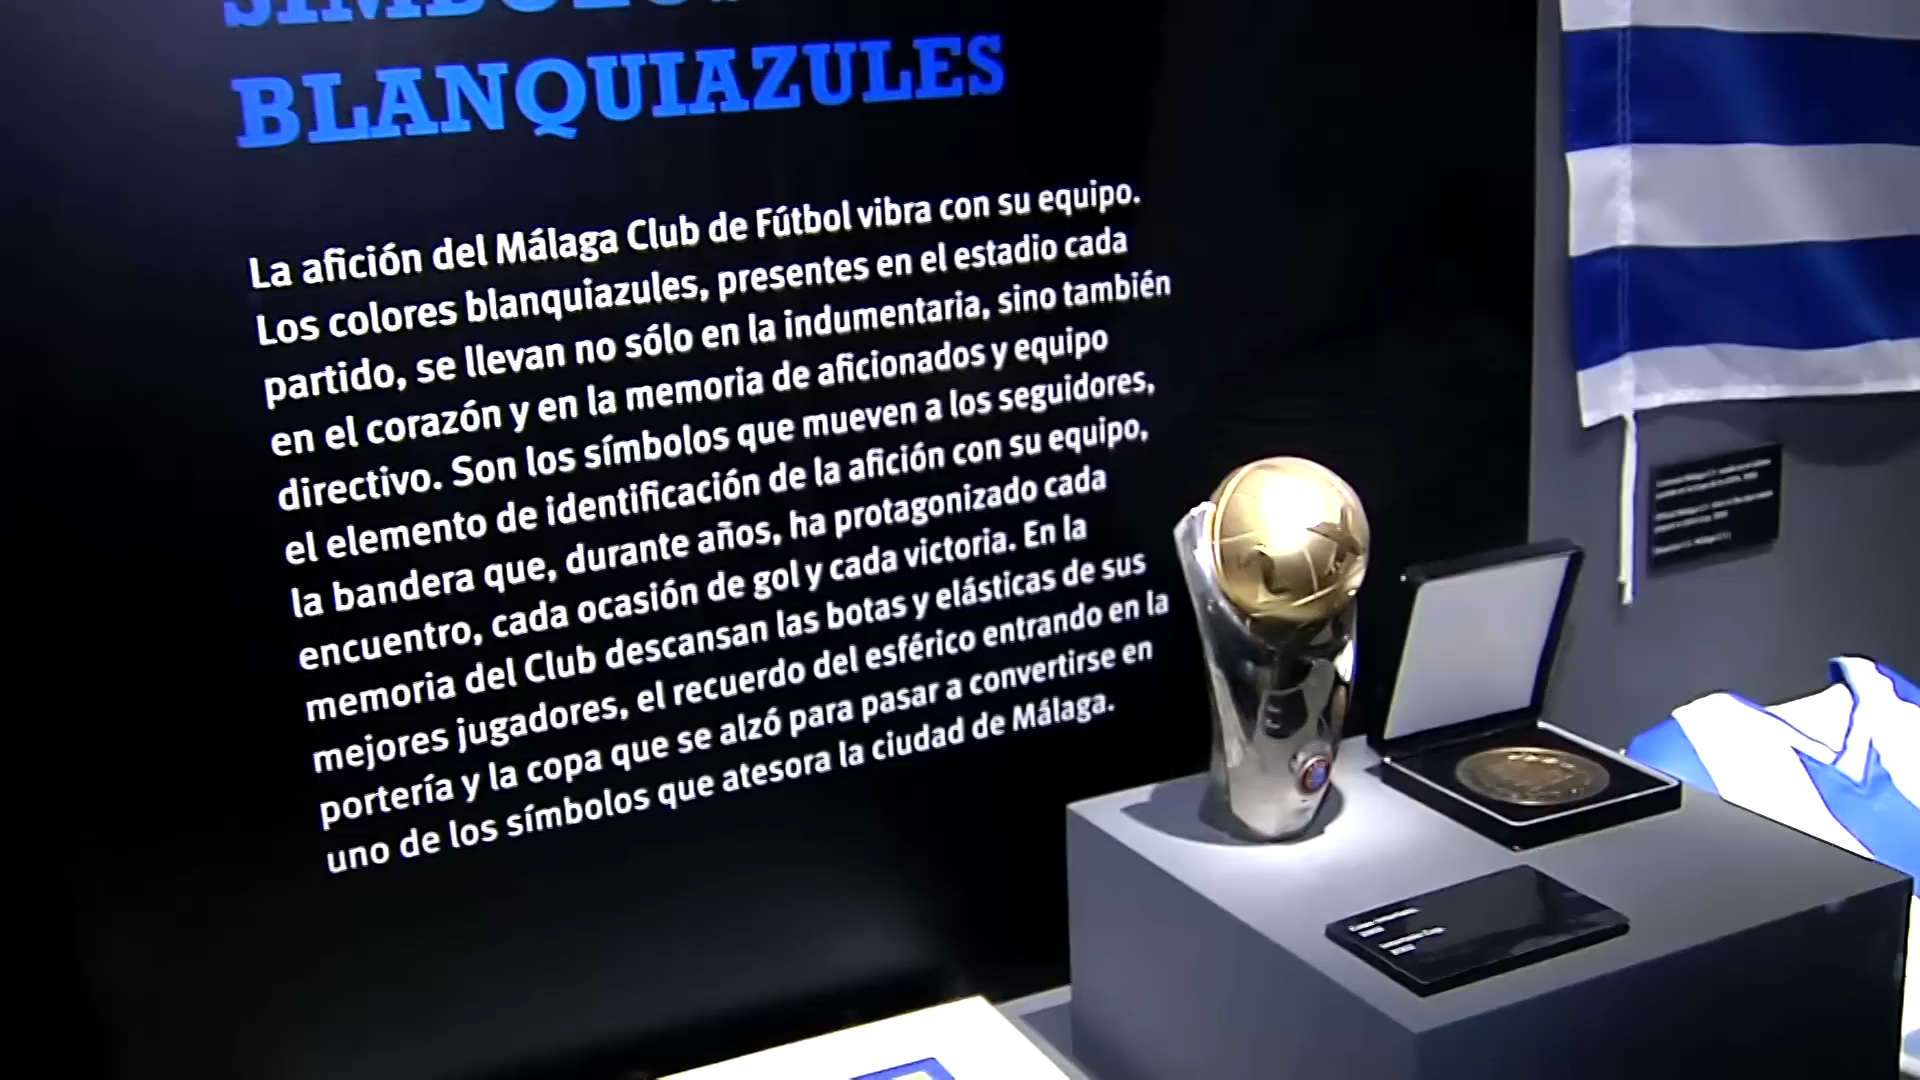 SÍMBOLOS
BLANQUIAZULES
La afición del Málaga Club de Fútbol vibra con su equipo.
Los colores blanquiazules, presentes en el estadio cada
partido, se llevan no sólo en la indumentaria, sino también
en el corazón y en la memoria de aficionados y equipo
directivo. Son los símbolos que mueven a los seguidores,
el elemento de identificación de la afición con su equipo,
la bandera que, durante años, ha protagonizado cada
encuentro, cada ocasión de gol y cada victoria. En la
memoria del Club descansan las botas y elásticas de sus
mejores jugadores, el recuerdo del esférico entrando en la
portería y la copa que se alzó para pasar a convertirse en
uno de los símbolos que atesora la ciudad de Málaga.